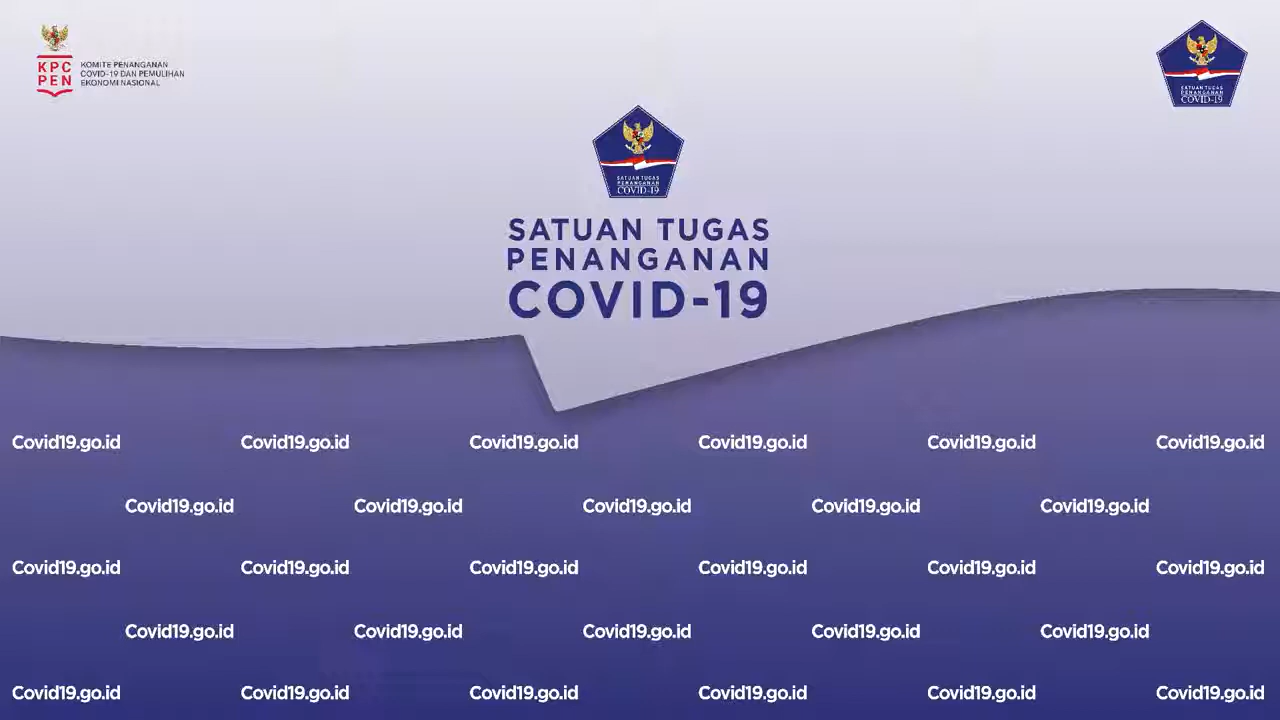 KPC
PEN
KOMITE PENANGANAN
COVID-19 DAN PEMULIHAN
EKONOMI NASIONAL
SATUAN TUGAS
PENANGANAN
COVID-19
SATUAN TUGAS
PENANGANAN
COVID-19
SATUAN TUGAS
PENANGANAN
COVID-19
Covid19.go.id Covid19.go.id Covid19.go.id Covid19.go.id Covid19.go.id Covid19.go.id
Covid19.go.id Covid19.go.id Covid19.go.id Covid19.go.id Covid19.go.id
Covid19.go.id Covid19.go.id Covid19.go.id Covid19.go.id Covid19.go.id Covid19.go.id
Covid19.go.id Covid19.go.id Covid19.go.id Covid19.go.id Covid19.go.id
Covid19.go.id Covid19.go.id Covid19.go.id Covid19.go.id Covid19.go.id Covid19.go.id